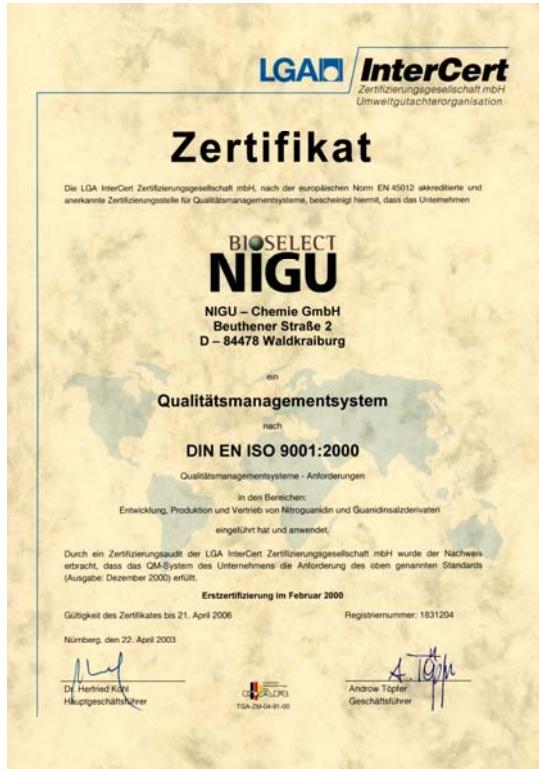 LGA InterCert
Zertifizierungsgesellschaft mbH
Umweltgutachterorganisation
Zertifikat
Die LGA InterCert Zertifizierungsgesellschaft mbH, nach der europäischen Norm EN 45012 akkreditierte und
anerkannte Zertifizierungsstelle für Qualitätsmanagementsysteme, bescheinigt hiermit, dass das Unternehmen
BIOSELECT
NIGU
NIGU – Chemie GmbH
Beuthener Straße 2
D – 84478 Waldkraiburg
ein
Qualitätsmanagementsystem
nach
DIN EN ISO 9001:2000
Qualitätsmanagementsysteme - Anforderungen
in den Bereichen:
Entwicklung, Produktion und Vertrieb von Nitroguanidin und Guanidinsalzderivaten
eingeführt hat und anwendet.
Durch ein Zertifizierungsaudit der LGA InterCert Zertifizierungsgesellschaft mbH wurde der Nachweis
erbracht, dass das QM-System des Unternehmens die Anforderung des oben genannten Standards
(Ausgabe: Dezember 2000) erfüllt.
Erstzertifizierung im Februar 2000
Gültigkeit des Zertifikates bis 21. April 2006 Registriernummer: 1831204
Nürnberg, den 22. April 2003
A. Töpfer
Dr. Herfried Kohl Androw Töpfer
Hauptgeschäftsführer Geschäftsführer
TGA-ZM-04-91-00